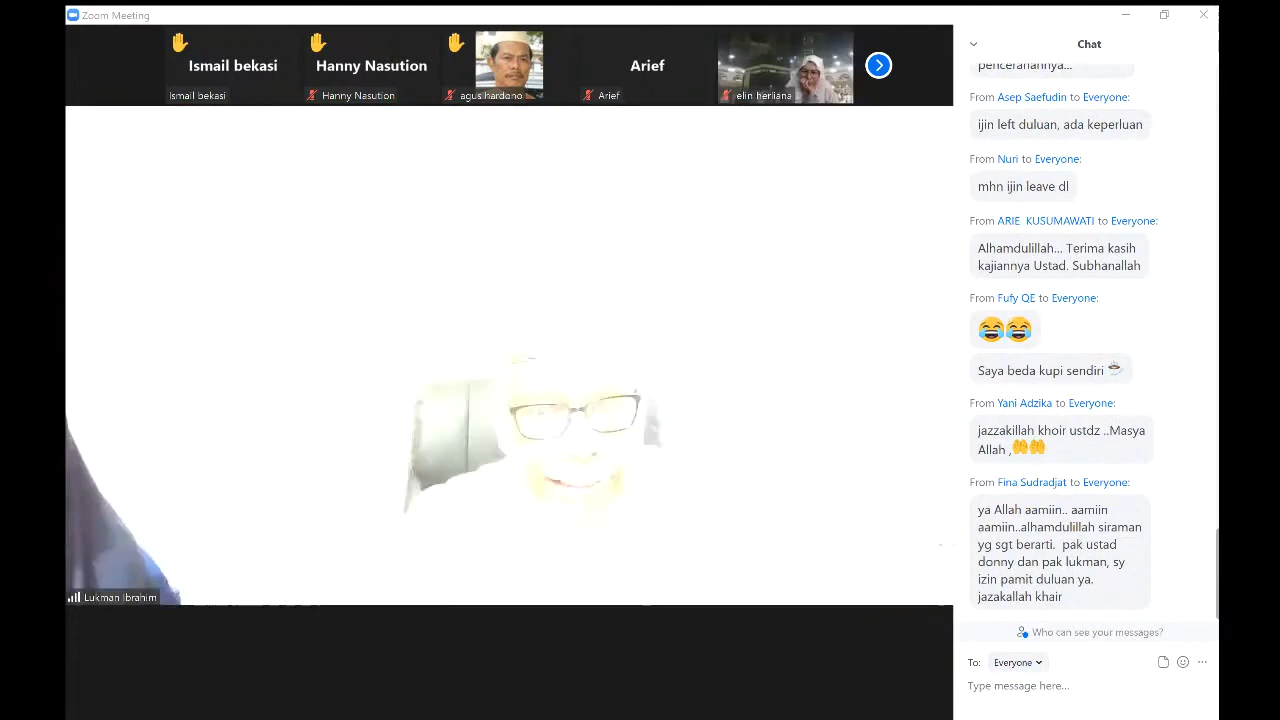 Zoom Meeting
Ismail bekasi
Hanny Nasution
Arief
Ismail bekasi
Hanny Nasution
agus hardono
Arief
elin herliana
Lukman Ibrahim
Chat
pencerahannya...
From Asep Saefudin to Everyone:
ijin left duluan, ada keperluan
From Nuri to Everyone:
mhn ijin leave dl
From ARIE KUSUMAWATI to Everyone:
Alhamdulillah... Terima kasih
kajiannya Ustad. Subhanallah
From Fufy QE to Everyone:
😂😂
Saya beda kupi sendiri ☕
From Yani Adzika to Everyone:
jazzakillah khoir ustdz ..Masya
Allah ,🤲🤲
From Fina Sudradjat to Everyone:
ya Allah aamiin.. aamiin
aamiin..alhamdulillah siraman
yg sgt berarti. pak ustad
donny dan pak lukman, sy
izin pamit duluan ya.
jazakallah khair
Who can see your messages?
To: Everyone
Type message here...